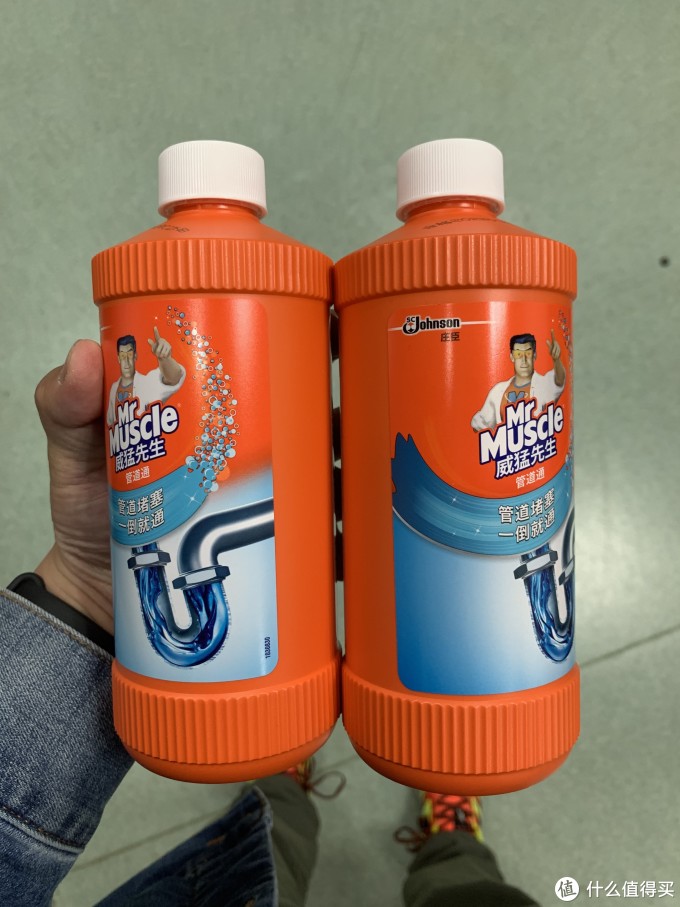 Mr
Muscle
威猛先生
管道通
管道堵塞
一倒就通
SC
Johnson
庄臣
Mr
Muscle
威猛先生
管道通
管道堵塞
一倒就通
值 什么值得买